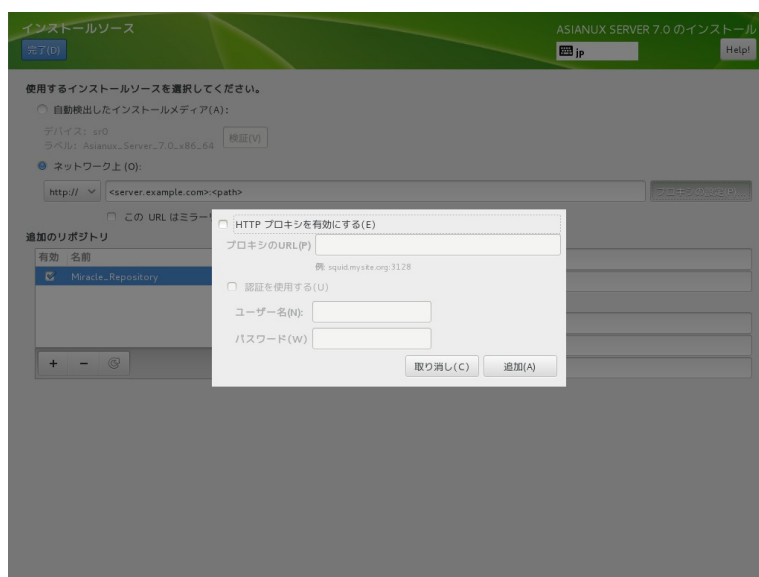 インストールソース
ASIANUX SERVER 7.0 のインストール
完了(D)
jp
Help!
使用するインストールソースを選択してください。
自動検出したインストールメディア(A):
デバイス: sr0
ラベル: Asianux_Server_7.0_x86_64
検証(V)
ネットワーク上 (O):
http://
<server.example.com>:<path>
プロキシの設定(P)...
この URL はミラー
追加のリポジトリ
有効 名前
Miracle_Repository
HTTP プロキシを有効にする(E)
プロキシのURL(P)
例: squid.mysite.org:3128
認証を使用する(U)
ユーザー名(N):
パスワード(W)
取り消し(C)
追加(A)